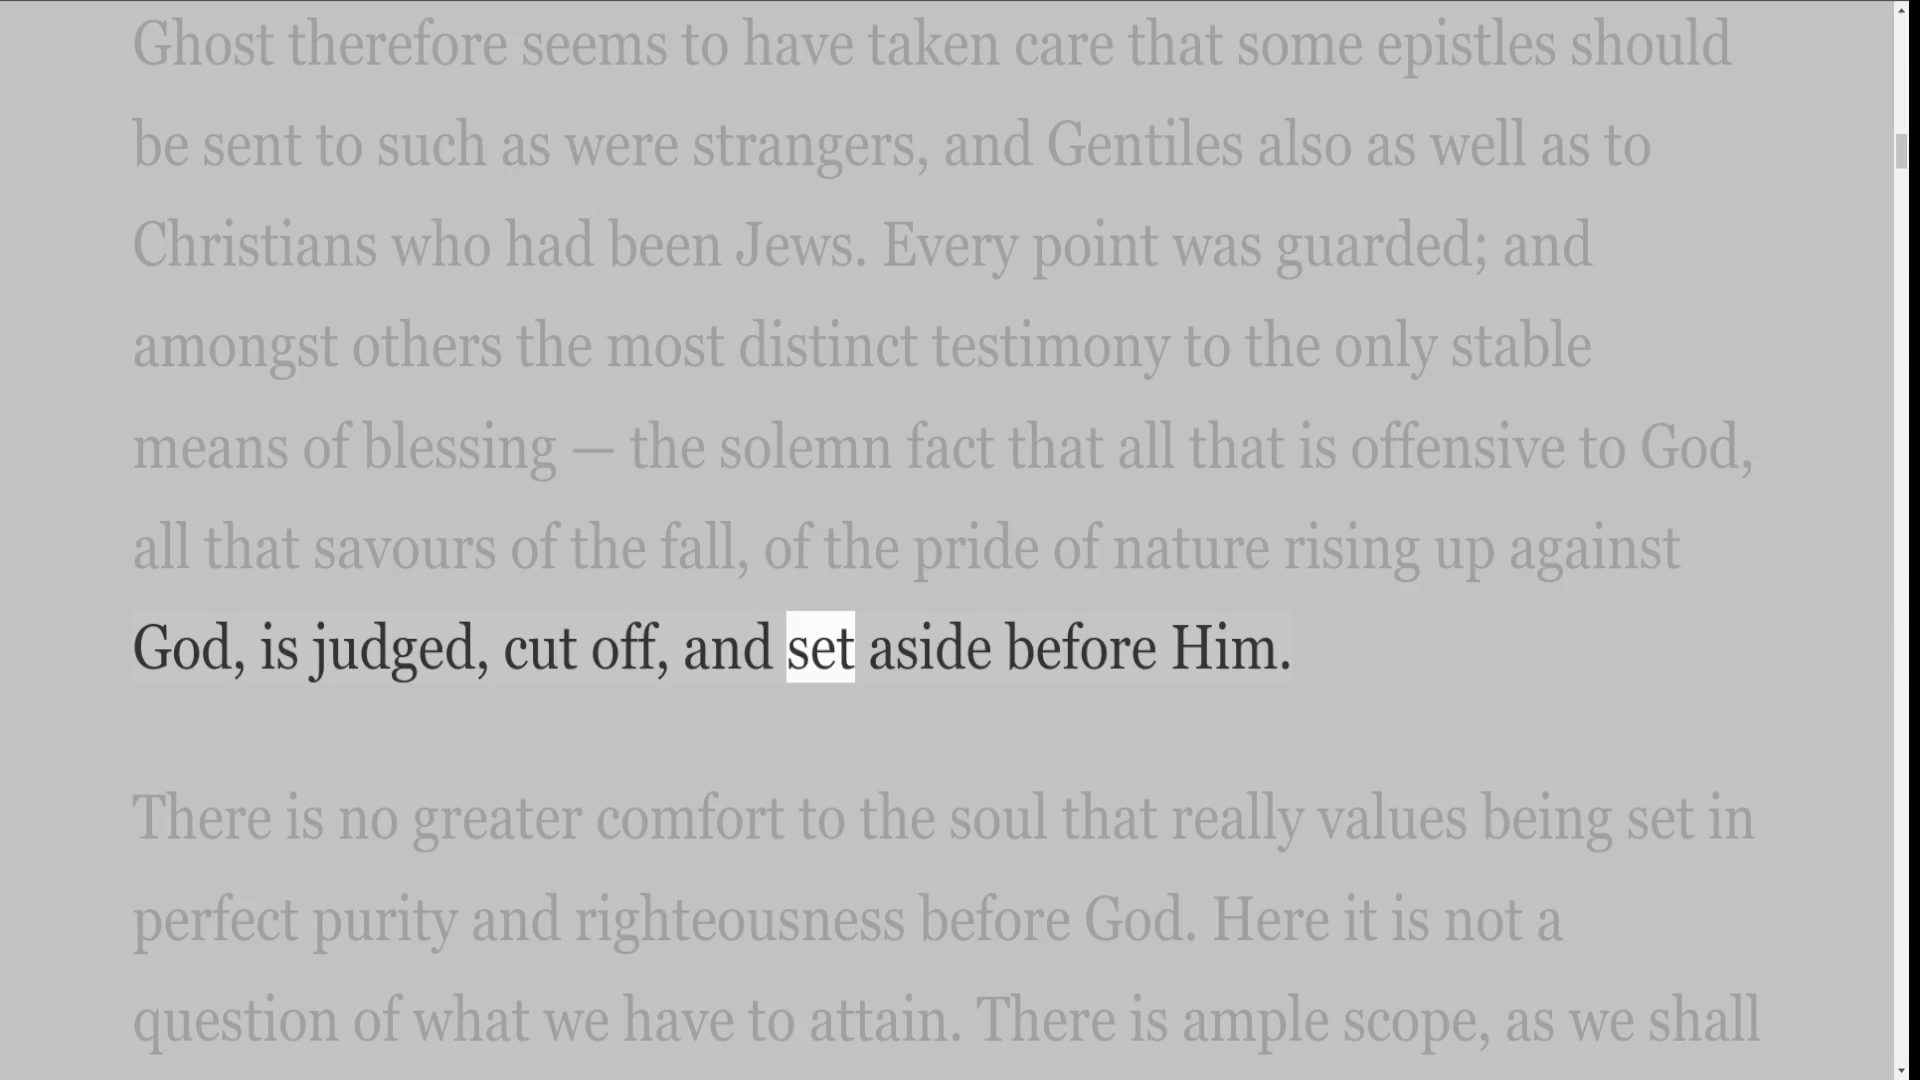 Ghost therefore seems to have taken care that some epistles should
be sent to such as were strangers, and Gentiles also as well as to
Christians who had been Jews. Every point was guarded; and
amongst others the most distinct testimony to the only stable
means of blessing — the solemn fact that all that is offensive to God,
all that savours of the fall, of the pride of nature rising up against
God, is judged, cut off, and set aside before Him.
There is no greater comfort to the soul that really values being set in
perfect purity and righteousness before God. Here it is not a
question of what we have to attain. There is ample scope, as we shall